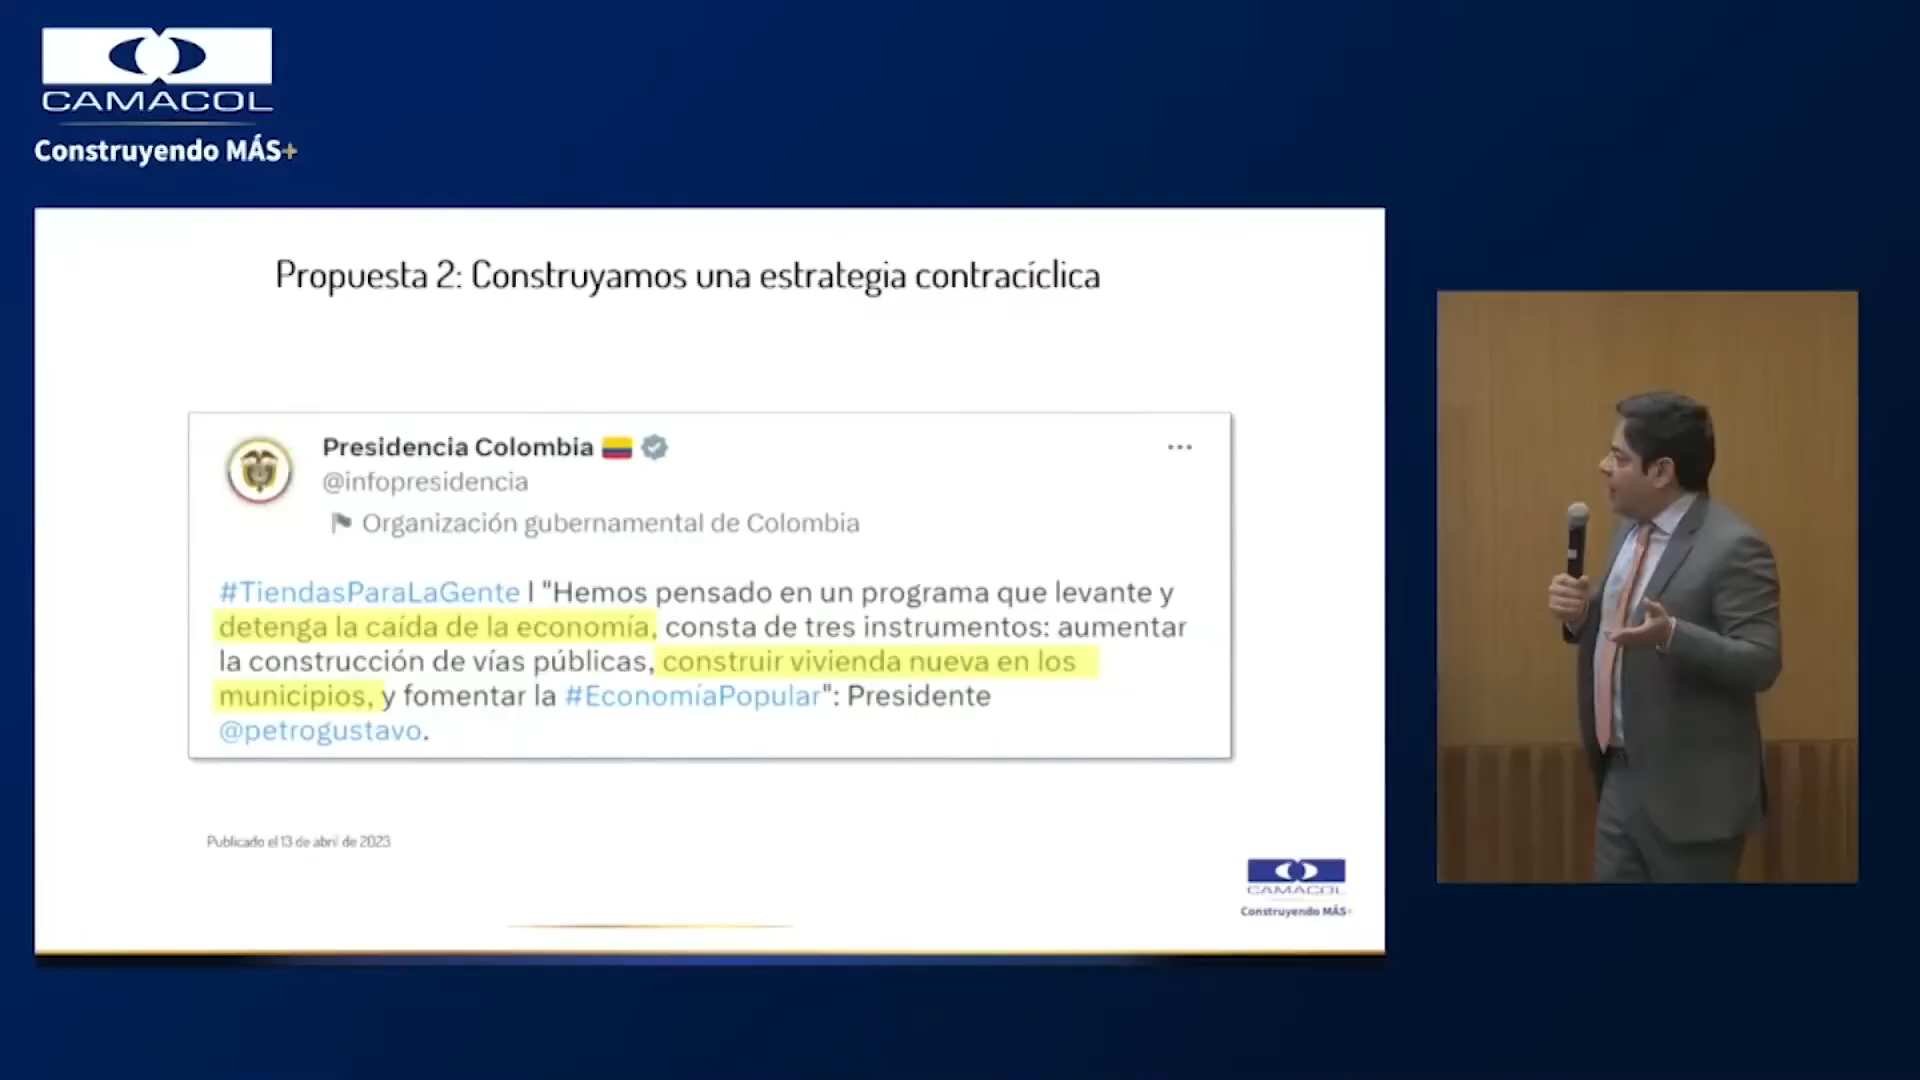 CAMACOL
Construyendo MÁS+
Propuesta 2: Construyamos una estrategia contracíclica
Presidencia Colombia
@infopresidencia
Organización gubernamental de Colombia
#TiendasParaLaGente | "Hemos pensado en un programa que levante y
detenga la caída de la economía, consta de tres instrumentos: aumentar
la construcción de vías públicas, construir vivienda nueva en los
municipios, y fomentar la #EconomíaPopular": Presidente
@petrogustavo.
Publicado el 13 de abril de 2023
CAMACOL
Construyendo MÁS+